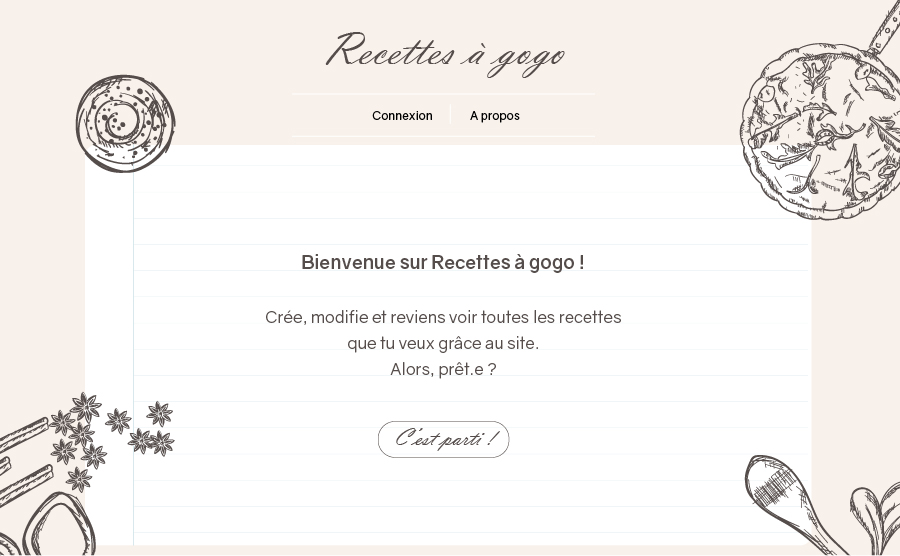 Recettes à gogo
Connexion
A propos
Bienvenue sur Recettes à gogo !
Crée, modifie et reviens voir toutes les recettes
que tu veux grâce au site.
Alors, prêt.e ?
C'est parti !